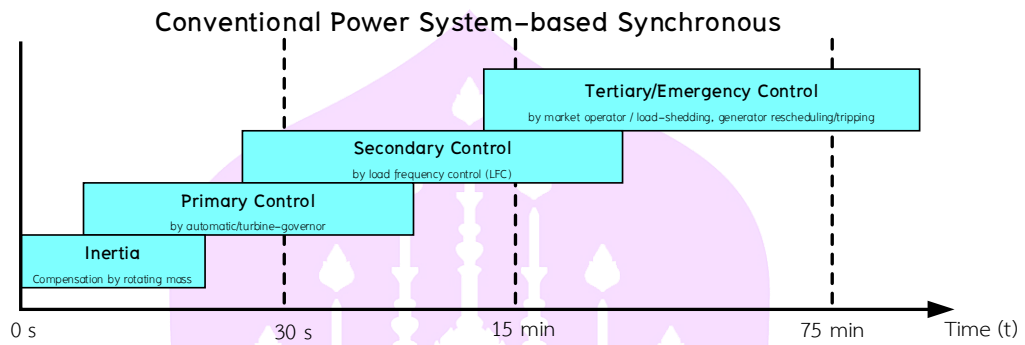 Conventional Power System-based Synchronous
Tertiary/Emergency Control
by market operator / load-shedding, generator rescheduling/tripping
Secondary Control
by load frequency control (LFC)
Primary Control
by automatic/turbine-governor
Inertia
Compensation by rotating mass
0 s
30 s
15 min
75 min
Time (t)